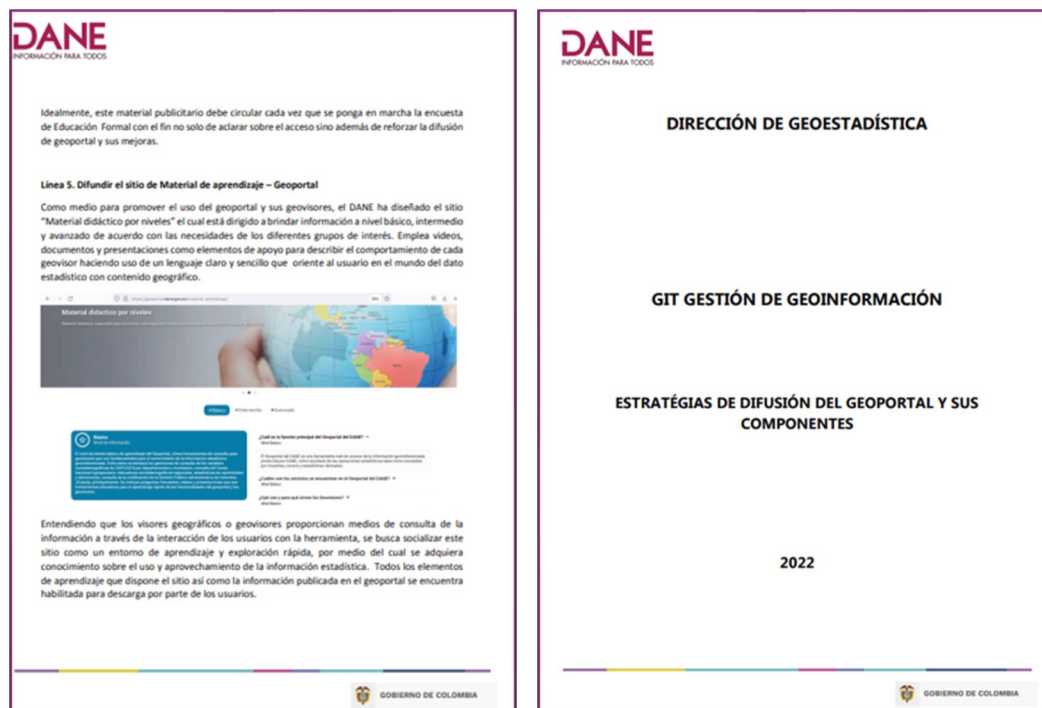 DANE
INFORMACIÓN PARA TODOS
Idealmente, este material publicitario debe circular cada vez que se ponga en marcha la encuesta
de Educación Formal con el fin no solo de aclarar sobre el acceso sino además de reforzar la difusión
de geoportal y sus mejoras.
Línea 5. Difundir el sitio de Material de aprendizaje – Geoportal
Como medio para promover el uso del geoportal y sus geovisores, el DANE ha diseñado el sitio
"Material didáctico por niveles" el cual está dirigido a brindar información a nivel básico, intermedio
y avanzado de acuerdo con las necesidades de los diferentes grupos de interés. Emplea videos,
documentos y presentaciones como elementos de apoyo para describir el comportamiento de cada
geovisor haciendo uso de un lenguaje claro y sencillo que oriente al usuario en el mundo del dato
estadístico con contenido geográfico.
Material didáctico por niveles
Básico
¿Cuál es la función principal del Geoportal del DANE?
¿Cuáles son los servicios se encuentran en el Geoportal del DANE?
¿Qué son y para qué sirven los Geovisores?
Entendiendo que los visores geográficos o geovisores proporcionan medios de consulta de la
información a través de la interacción de los usuarios con la herramienta, se busca socializar este
sitio como un entorno de aprendizaje y exploración rápida, por medio del cual se adquiera
conocimiento sobre el uso y aprovechamiento de la información estadística. Todos los elementos
de aprendizaje que dispone el sitio así como la información publicada en el geoportal se encuentra
habilitada para descarga por parte de los usuarios.
GOBIERNO DE COLOMBIA
DANE
INFORMACIÓN PARA TODOS
DIRECCIÓN DE GEOESTADÍSTICA
GIT GESTIÓN DE GEOINFORMACIÓN
ESTRATÉGIAS DE DIFUSIÓN DEL GEOPORTAL Y SUS
COMPONENTES
2022
GOBIERNO DE COLOMBIA